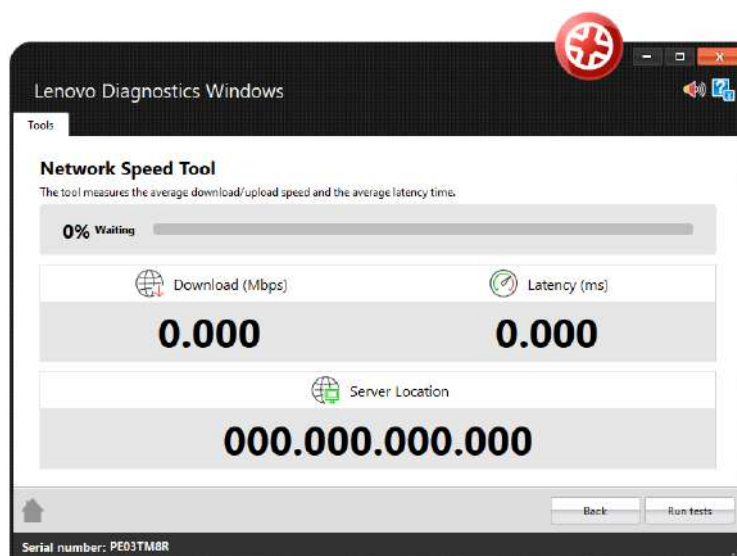 Lenovo Diagnostics Windows
Tools
Network Speed Tool
The tool measures the average download/upload speed and the average latency time.
0% Waiting
Download (Mbps)
Latency (ms)
0.000
0.000
Server Location
000.000.000.000
Back
Run tests
Serial number: PE03TM8R